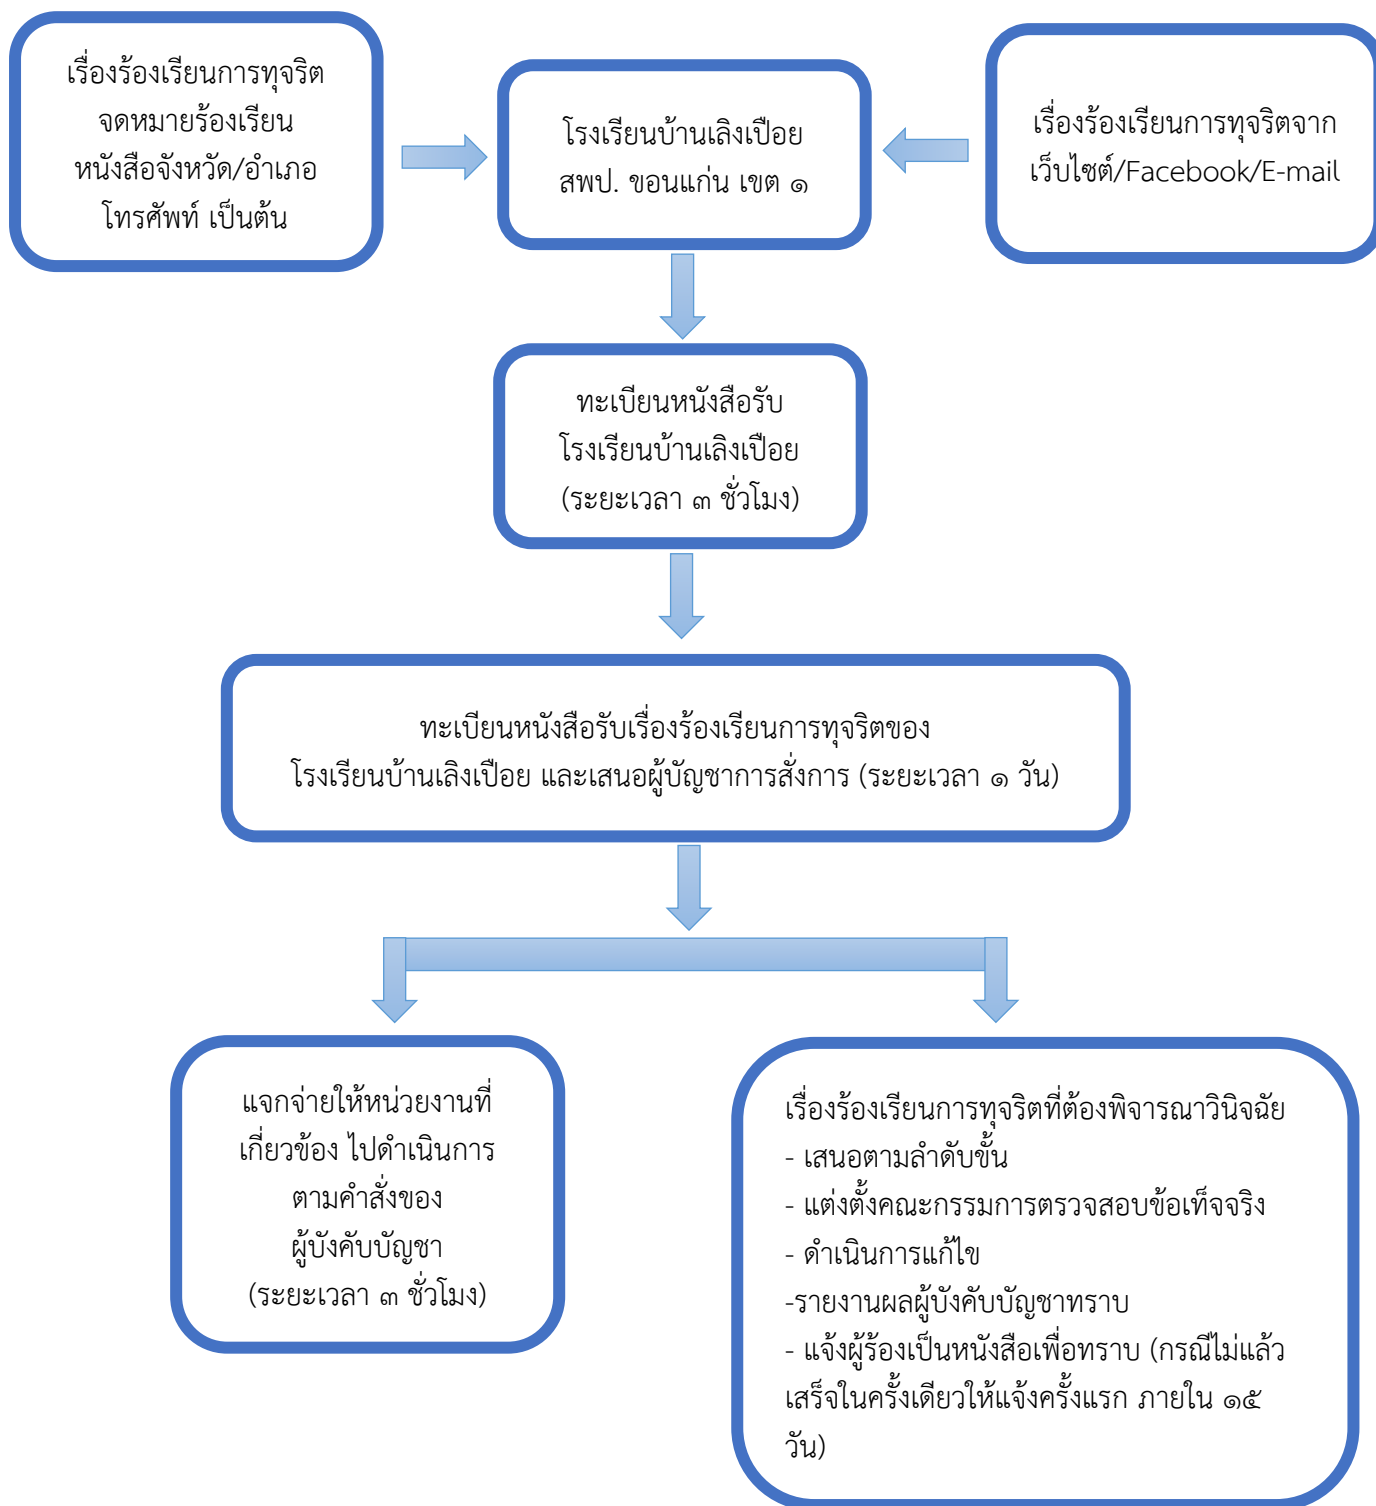 เรื่องร้องเรียนการทุจริต
จดหมายร้องเรียน
หนังสือจังหวัด/อำเภอ
โทรศัพท์ เป็นต้น
โรงเรียนบ้านเลิงเปือย
สพป. ขอนแก่น เขต ๑
เรื่องร้องเรียนการทุจริตจาก
เว็บไซต์/Facebook/E-mail
ทะเบียนหนังสือรับ
โรงเรียนบ้านเลิงเปือย
(ระยะเวลา ๓ ชั่วโมง)
ทะเบียนหนังสือรับเรื่องร้องเรียนการทุจริตของ
โรงเรียนบ้านเลิงเปือย และเสนอผู้บัญชาการสั่งการ (ระยะเวลา ๑ วัน)
แจกจ่ายให้หน่วยงานที่
เกี่ยวข้อง ไปดำเนินการ
ตามคำสั่งของ
ผู้บังคับบัญชา
(ระยะเวลา ๓ ชั่วโมง)
เรื่องร้องเรียนการทุจริตที่ต้องพิจารณาวินิจฉัย
- เสนอตามลำดับขั้น
- แต่งตั้งคณะกรรมการตรวจสอบข้อเท็จจริง
- ดำเนินการแก้ไข
-รายงานผลผู้บังคับบัญชาทราบ
- แจ้งผู้ร้องเป็นหนังสือเพื่อทราบ (กรณีไม่แล้ว
เสร็จในครั้งเดียวให้แจ้งครั้งแรก ภายใน ๑๕
วัน)